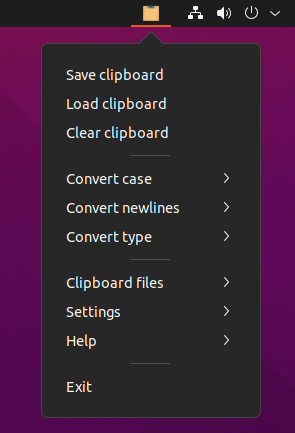 Save clipboard
Load clipboard
Clear clipboard
Convert case
Convert newlines
Convert type
Clipboard files
Settings
Help
Exit